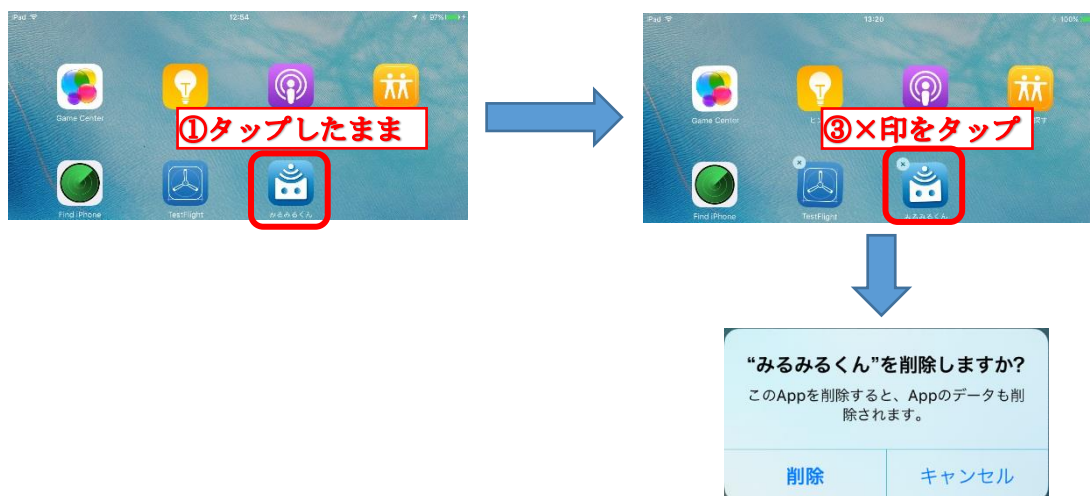 iPad 12:54 97%
Game Center
①タップしたまま
Find iPhone TestFlight みるみるくん
iPad 13:20 100%
Game Center
③×印をタップ
Find iPhone TestFlight みるみるくん
“みるみるくん”を削除しますか?
このAppを削除すると、Appのデータも削
除されます。
削除 キャンセル